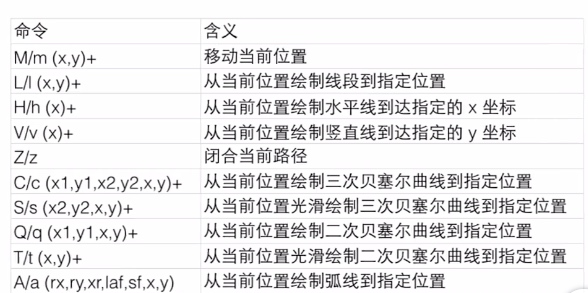 命令 含义
M/m (x,y)+ 移动当前位置
L/l (x,y)+ 从当前位置绘制线段到指定位置
H/h (x)+ 从当前位置绘制水平线到达指定的 x 坐标
V/v (x)+ 从当前位置绘制竖直线到达指定的 y 坐标
Z/z 闭合当前路径
C/c (x1,y1,x2,y2,x,y)+ 从当前位置绘制三次贝塞尔曲线到指定位置
S/s (x2,y2,x,y)+ 从当前位置光滑绘制三次贝塞尔曲线到指定位置
Q/q (x1,y1,x,y)+ 从当前位置绘制二次贝塞尔曲线到指定位置
T/t (x,y)+ 从当前位置光滑绘制二次贝塞尔曲线到指定位置
A/a (rx,ry,xr,laf,sf,x,y) 从当前位置绘制弧线到指定位置